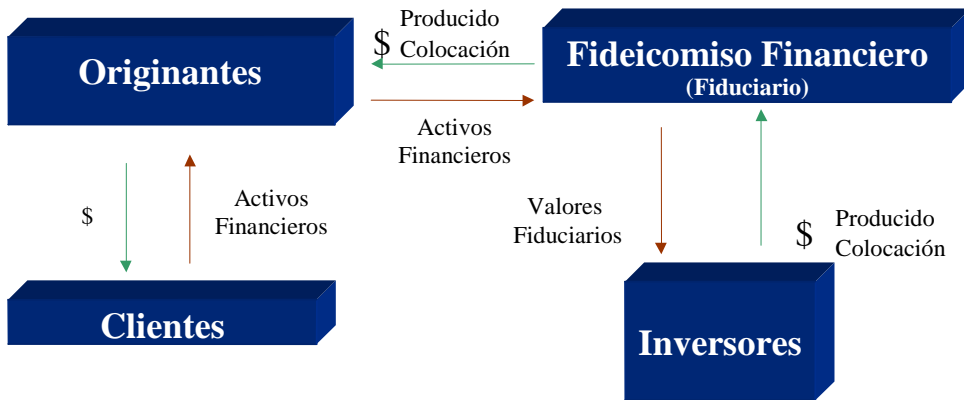 Originantes
$
Producido
Colocación
Fideicomiso Financiero
(Fiduciario)
Activos
Financieros
$
Activos
Financieros
Valores
Fiduciarios
$
Producido
Colocación
Clientes
Inversores